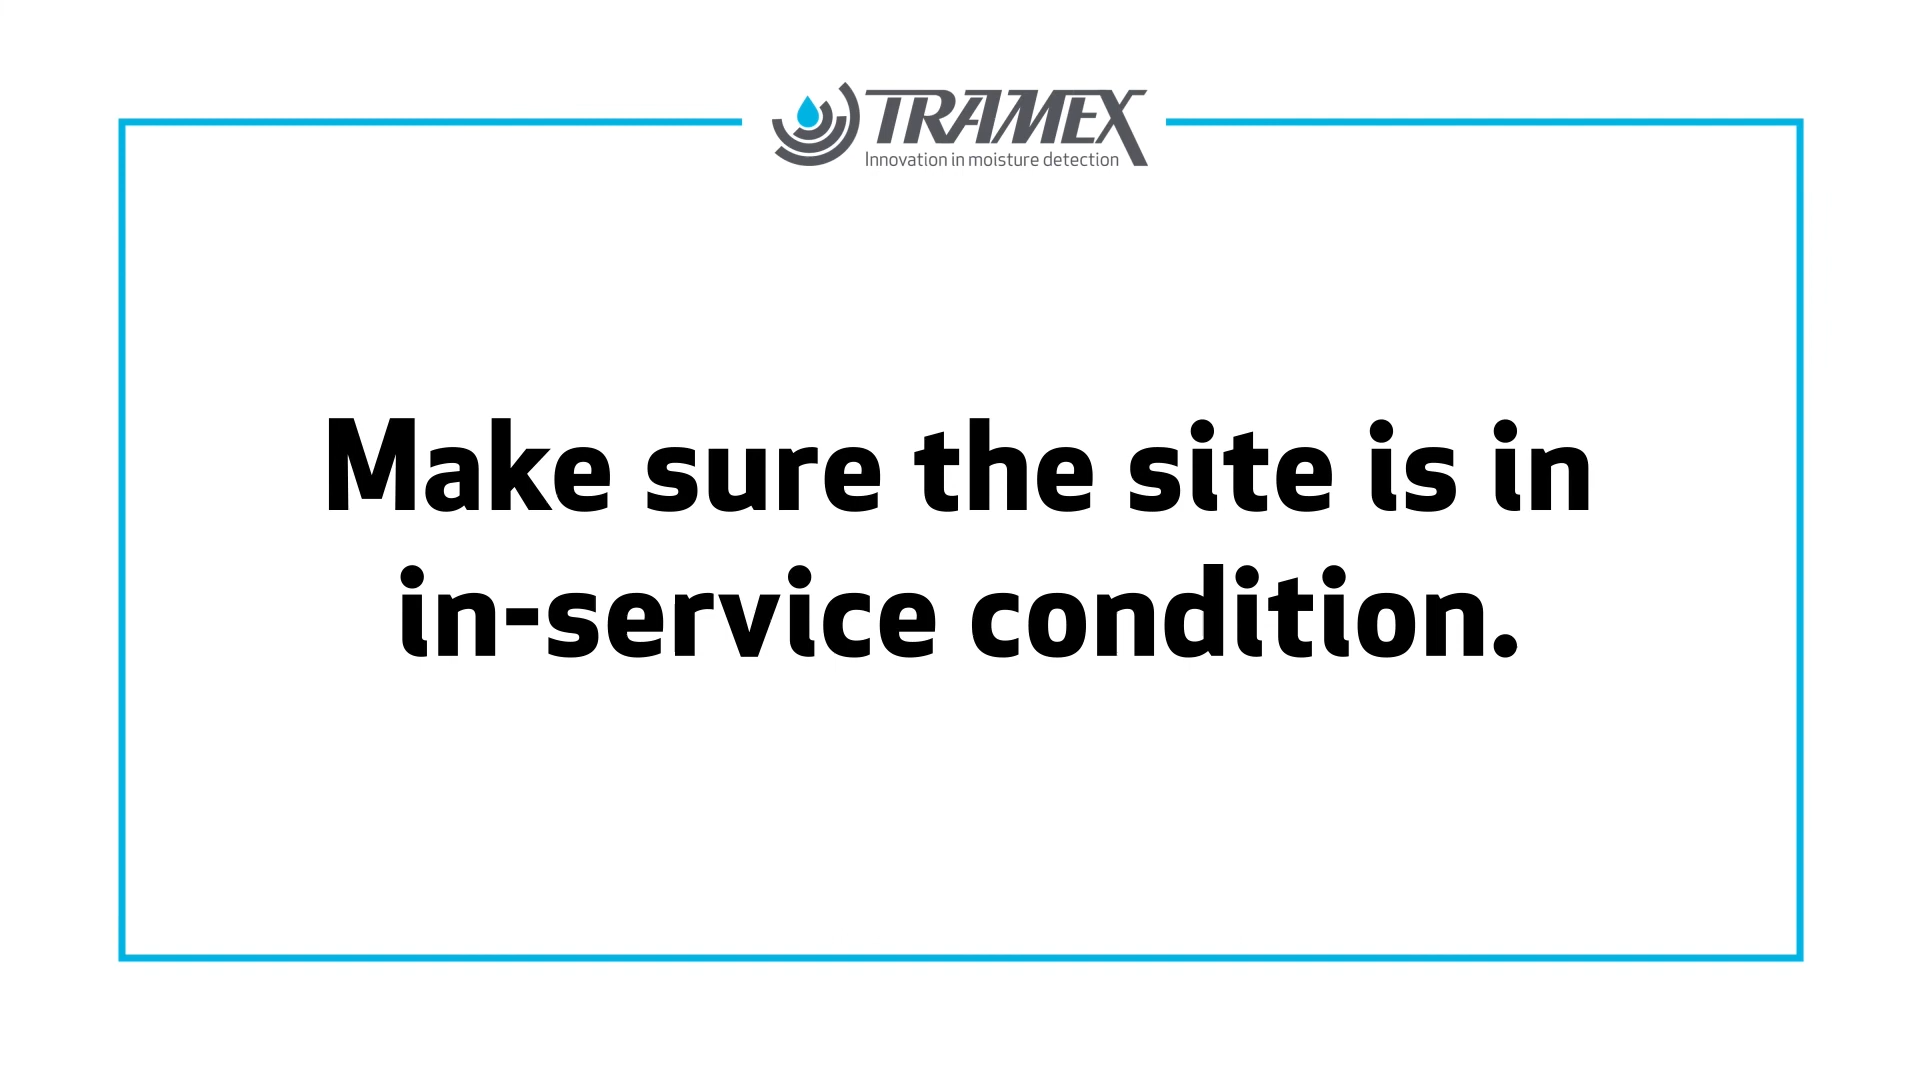 TRAMEX
Innovation in moisture detection
Make sure the site is in
in-service condition.